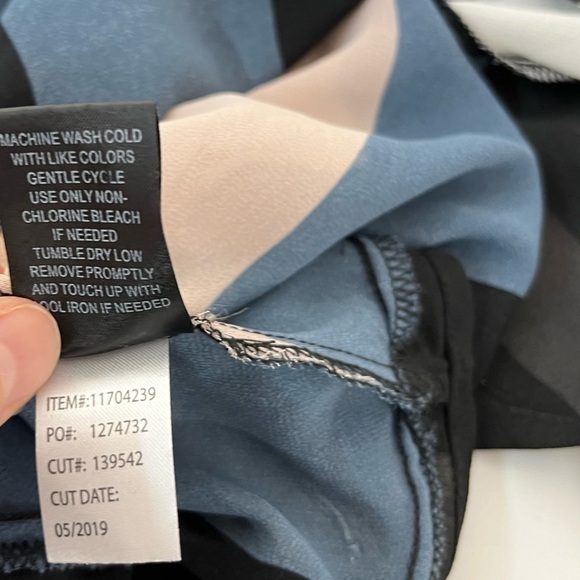 MACHINE WASH COLD
WITH LIKE COLORS
GENTLE CYCLE
USE ONLY NON-
CHLORINE BLEACH
IF NEEDED
TUMBLE DRY LOW
REMOVE PROMPTLY
AND TOUCH UP WITH
OOLIRON IF NEEDED
ITEM#:11704239
PO#: 1274732
CUT#: 139542
CUT DATE:
05/2019